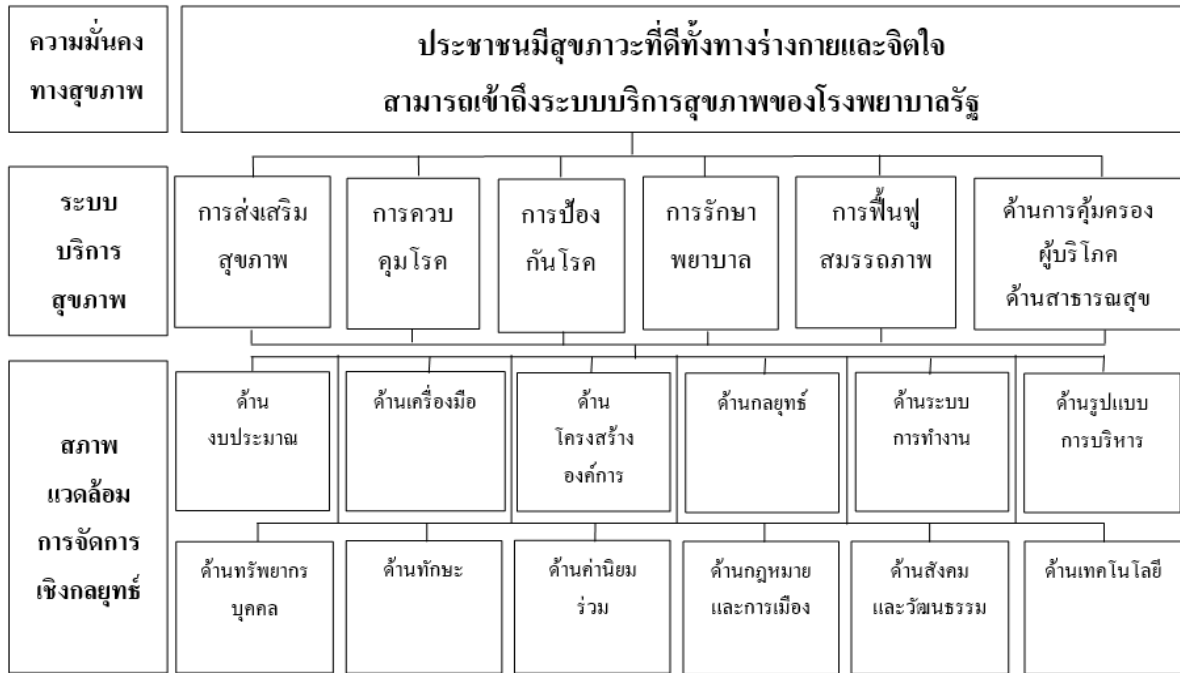 ความมั่นคง
ทางสุขภาพ
ประชาชนมีสุขภาวะที่ดีทั้งทางร่างกายและจิตใจ
สามารถเข้าถึงระบบบริการสุขภาพของโรงพยาบาลรัฐ
ระบบ
บริการ
สุขภาพ
การส่งเสริม
สุขภาพ
การควบ
คุมโรค
การป้อง
กันโรค
การรักษา
พยาบาล
การฟื้นฟู
สมรรถภาพ
ด้านการคุ้มครอง
ผู้บริโภค
ด้านสาธารณสุข
สภาพ
แวดล้อม
การจัดการ
เชิงกลยุทธ์
ด้าน
งบประมาณ
ด้านเครื่องมือ
ด้าน
โครงสร้าง
องค์การ
ด้านกลยุทธ์
ด้านระบบ
การทำงาน
ด้านรูปแบบ
การบริหาร
ด้านทรัพยากร
บุคคล
ด้านทักษะ
ด้านค่านิยม
ร่วม
ด้านกฎหมาย
และการเมือง
ด้านสังคม
และวัฒนธรรม
ด้านเทคโนโลยี